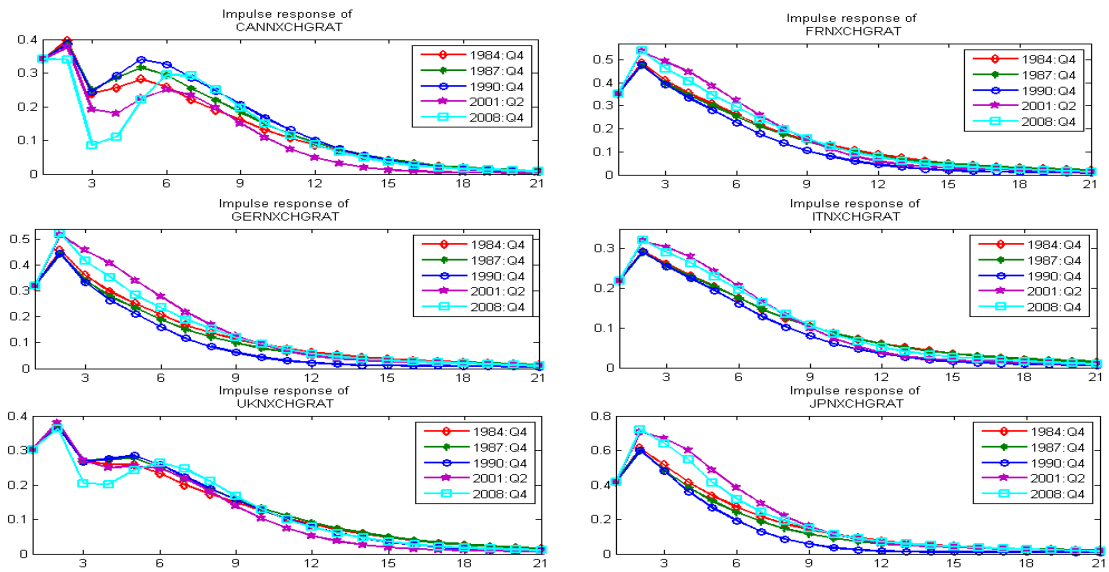 Impulse response of
CANNXCHGRAT
0.4
0.3
0.2
0.1
0
3
6
9
12
15
18
21
1984:Q4
1987:Q4
1990:Q4
2001:Q2
2008:Q4
Impulse response of
FRNXCHGRAT
0.5
0.4
0.3
0.2
0.1
0
3
6
9
12
15
18
21
1984:Q4
1987:Q4
1990:Q4
2001:Q2
2008:Q4
Impulse response of
GERNXCHGRAT
0.5
0.4
0.3
0.2
0.1
0
3
6
9
12
15
18
21
1984:Q4
1987:Q4
1990:Q4
2001:Q2
2008:Q4
Impulse response of
ITNXCHGRAT
0.3
0.2
0.1
0
3
6
9
12
15
18
21
1984:Q4
1987:Q4
1990:Q4
2001:Q2
2008:Q4
Impulse response of
UKNXCHGRAT
0.4
0.3
0.2
0.1
0
3
6
9
12
15
18
21
1984:Q4
1987:Q4
1990:Q4
2001:Q2
2008:Q4
Impulse response of
JPNXCHGRAT
0.8
0.6
0.4
0.2
0
3
6
9
12
15
18
21
1984:Q4
1987:Q4
1990:Q4
2001:Q2
2008:Q4